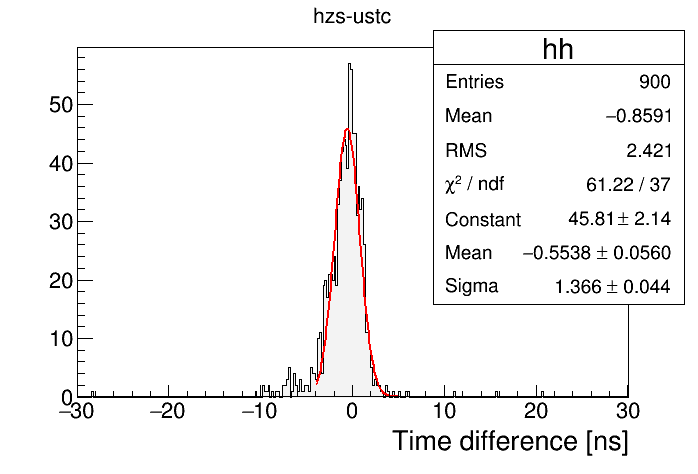 hzs-ustc
hh
Entries 900
Mean −0.8591
RMS 2.421
χ² / ndf 61.22 / 37
Constant 45.81 ± 2.14
Mean −0.5538 ± 0.0560
Sigma 1.366 ± 0.044
50
40
30
20
10
0
−30 −20 −10 0 10 20 30
Time difference [ns]